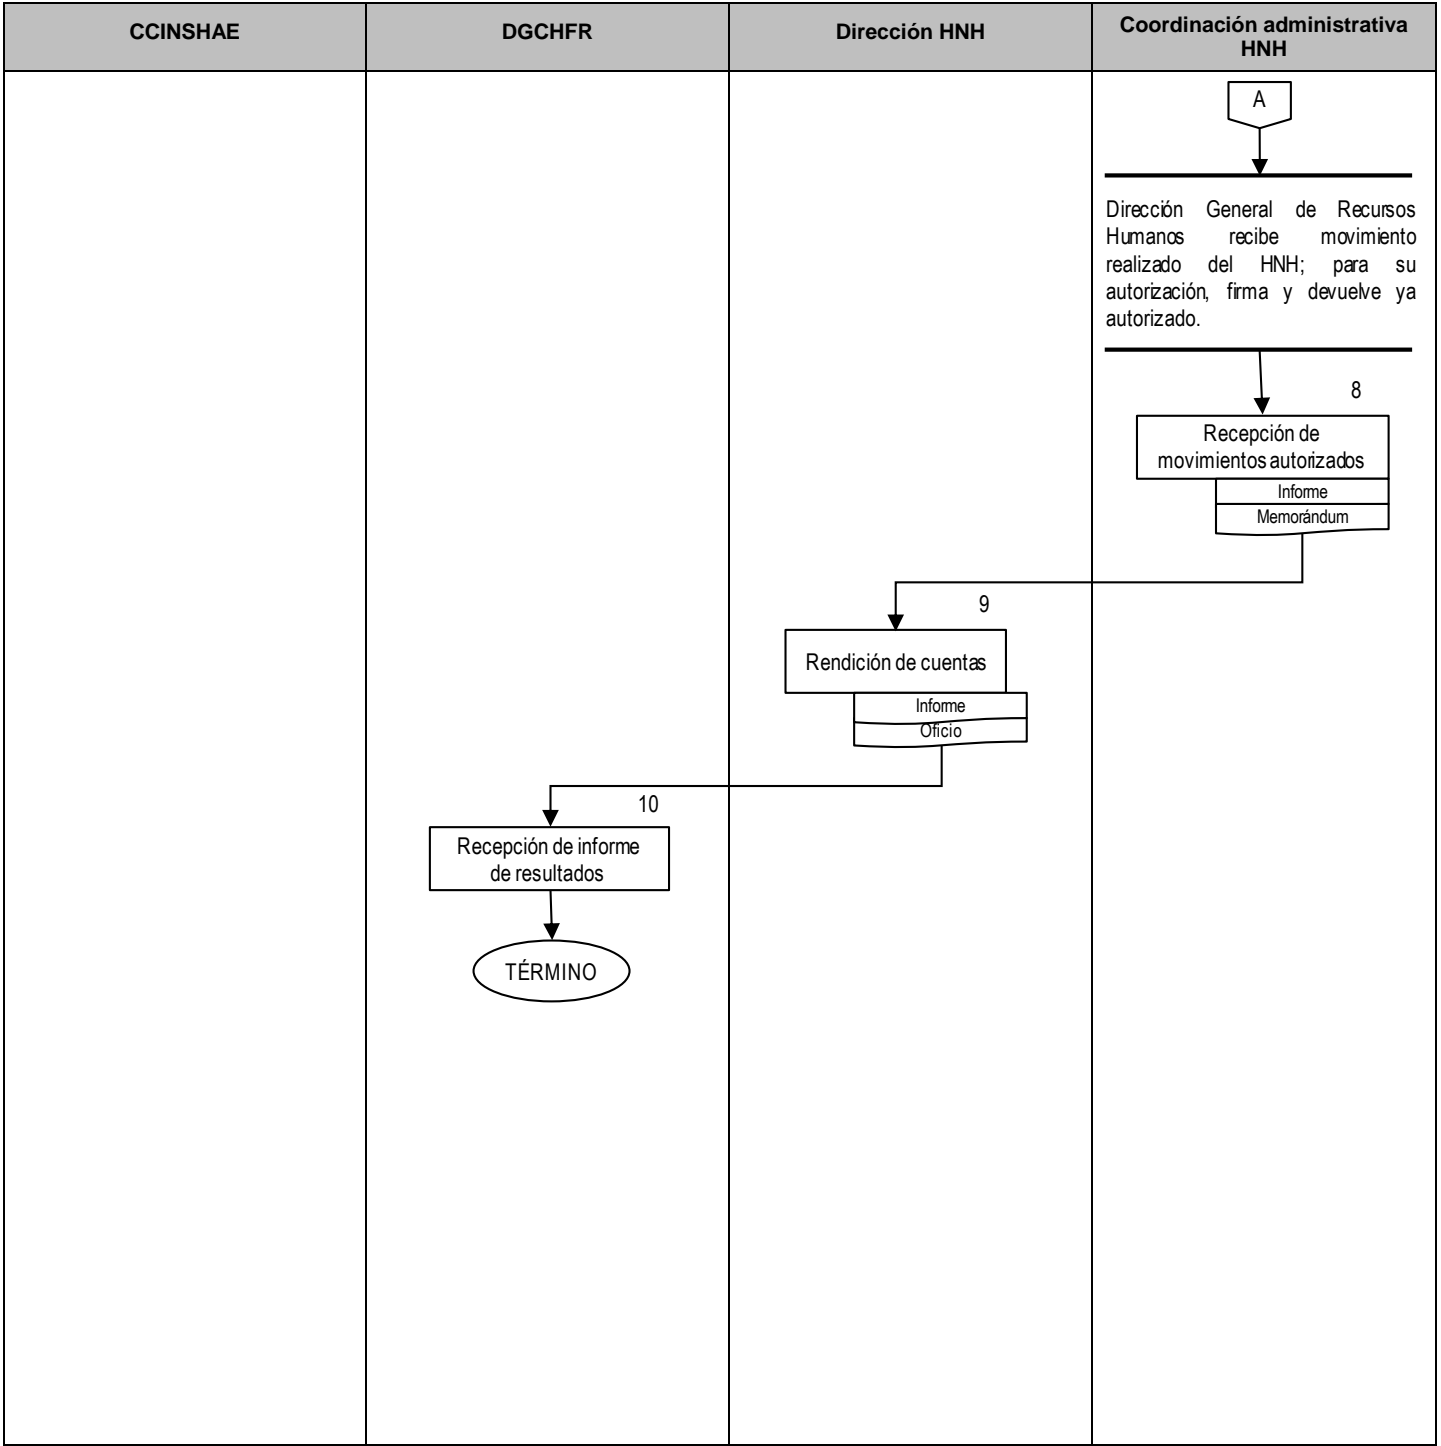 CCINSHAE
DGCHFR
Dirección HNH
Coordinación administrativa
HNH
A
Dirección General de Recursos
Humanos recibe movimiento
realizado del HNH; para su
autorización, firma y devuelve ya
autorizado.
8
Recepción de
movimientos autorizados
Informe
Memorándum
9
Rendición de cuentas
Informe
Oficio
10
Recepción de informe
de resultados
TÉRMINO